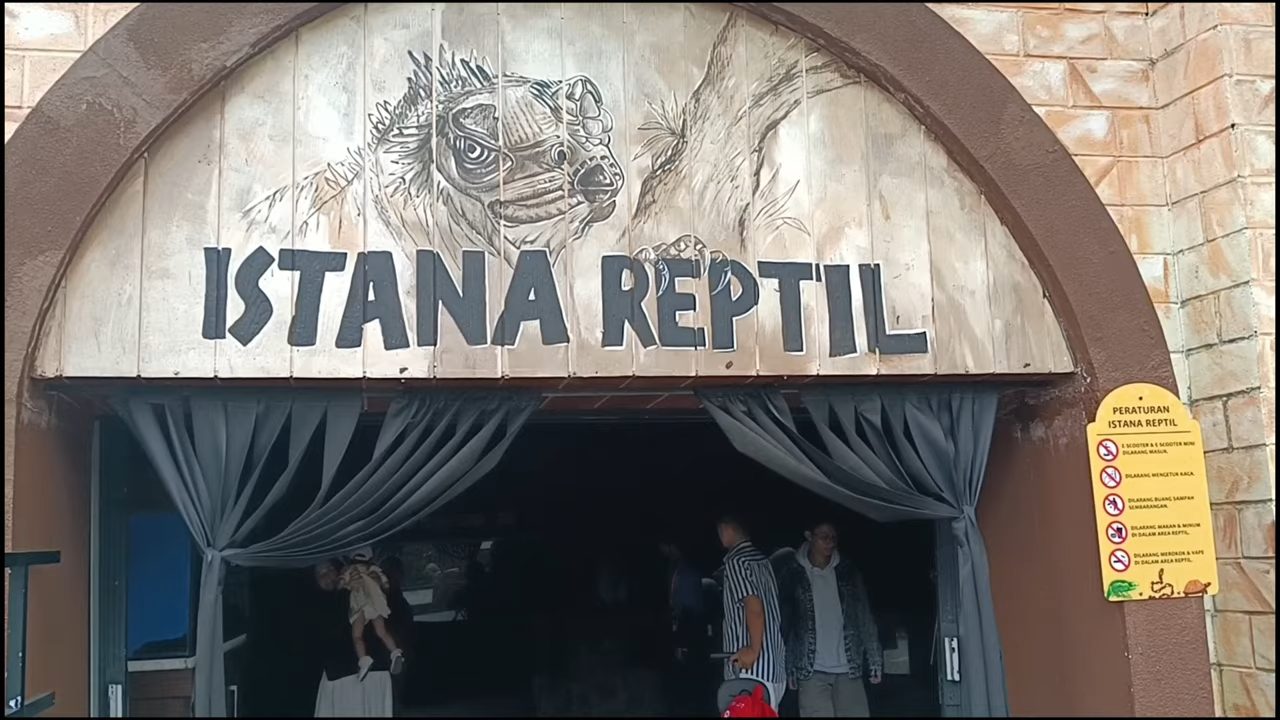 ISTANA REPTIL
PERATURAN
ISTANA REPTIL
E SCOOTER & E SCOOTER MINI
DILARANG MASUK.
DILARANG MENGETUK KACA.
DILARANG BUANG SAMPAH
SEMBARANGAN.
DILARANG MAKAN & MINUM
DI DALAM AREA REPTIL.
DILARANG MEROKOK & VAPE
DI DALAM AREA REPTIL.